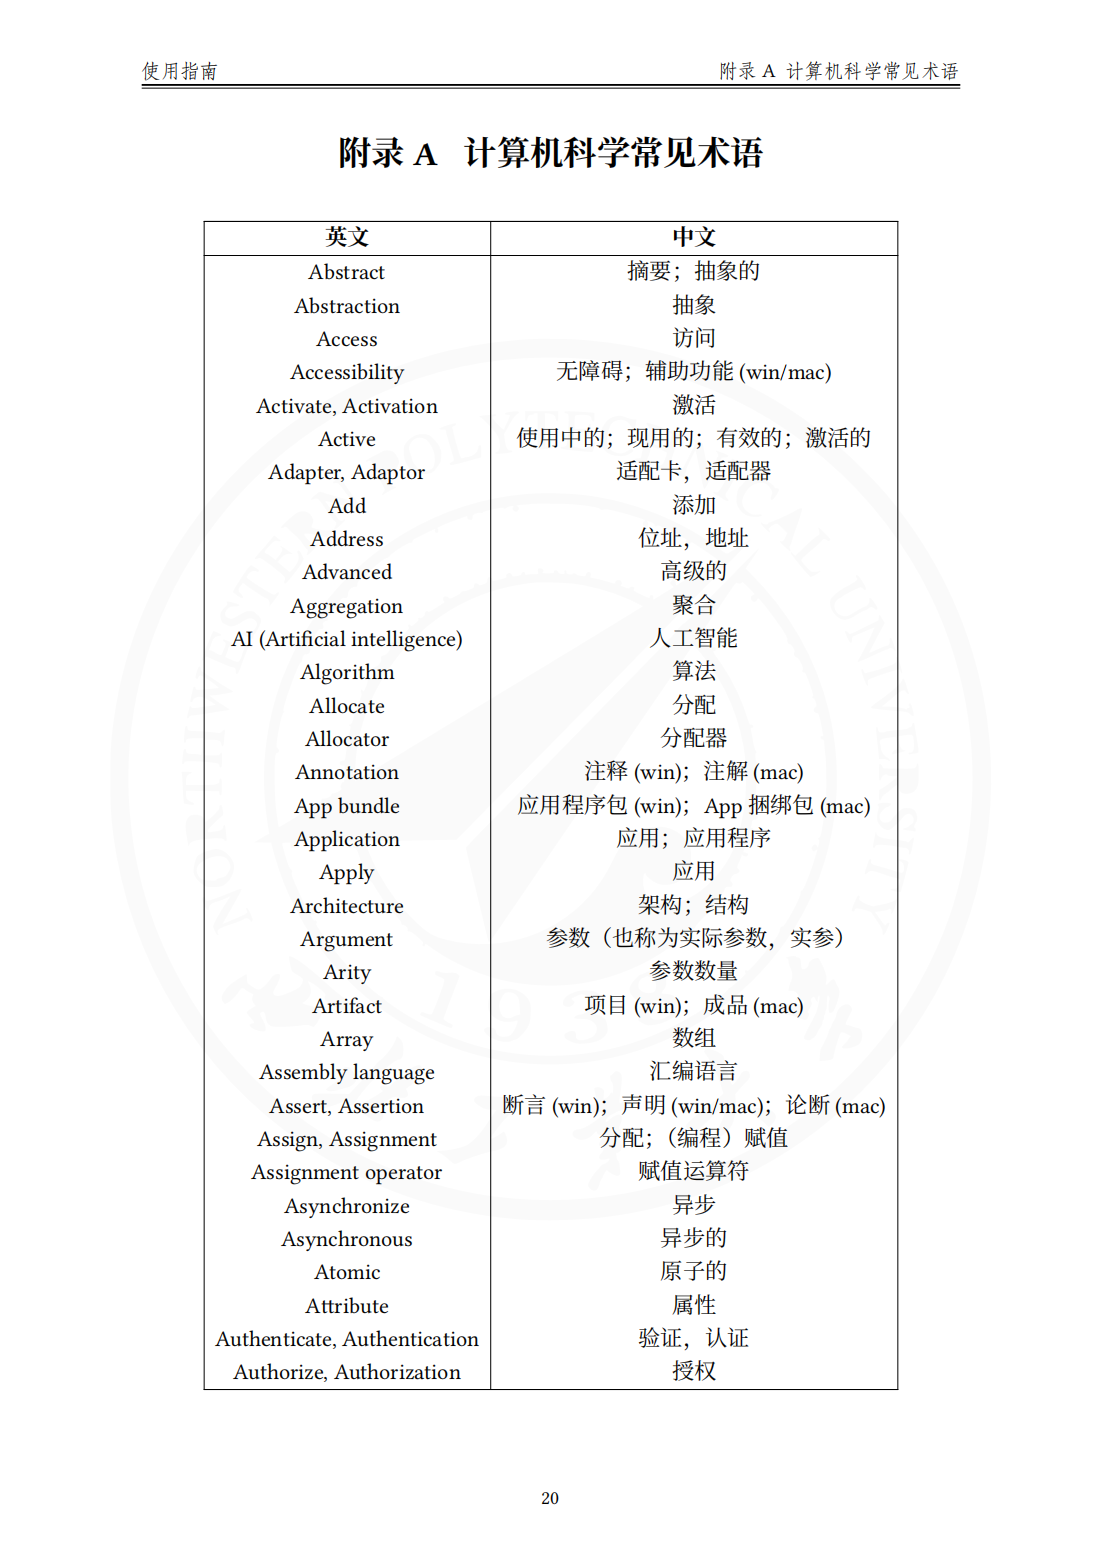 使用指南 附录 A 计算机科学常见术语
附录 A 计算机科学常见术语
英文 中文
Abstract 摘要；抽象的
Abstraction 抽象
Access 访问
Accessibility 无障碍；辅助功能 (win/mac)
Activate, Activation 激活
Active 使用中的；现用的；有效的；激活的
Adapter, Adaptor 适配卡，适配器
Add 添加
Address 位址，地址
Advanced 高级的
Aggregation 聚合
AI (Artificial intelligence) 人工智能
Algorithm 算法
Allocate 分配
Allocator 分配器
Annotation 注释 (win)；注解 (mac)
App bundle 应用程序包 (win)；App 捆绑包 (mac)
Application 应用；应用程序
Apply 应用
Architecture 架构；结构
Argument 参数（也称为实际参数，实参）
Arity 参数数量
Artifact 项目 (win)；成品 (mac)
Array 数组
Assembly language 汇编语言
Assert, Assertion 断言 (win)；声明 (win/mac)；论断 (mac)
Assign, Assignment 分配；（编程）赋值
Assignment operator 赋值运算符
Asynchronize 异步
Asynchronous 异步的
Atomic 原子的
Attribute 属性
Authenticate, Authentication 验证，认证
Authorize, Authorization 授权
NORTHWESTERN POLYTECHNICAL UNIVERSITY
1938
20